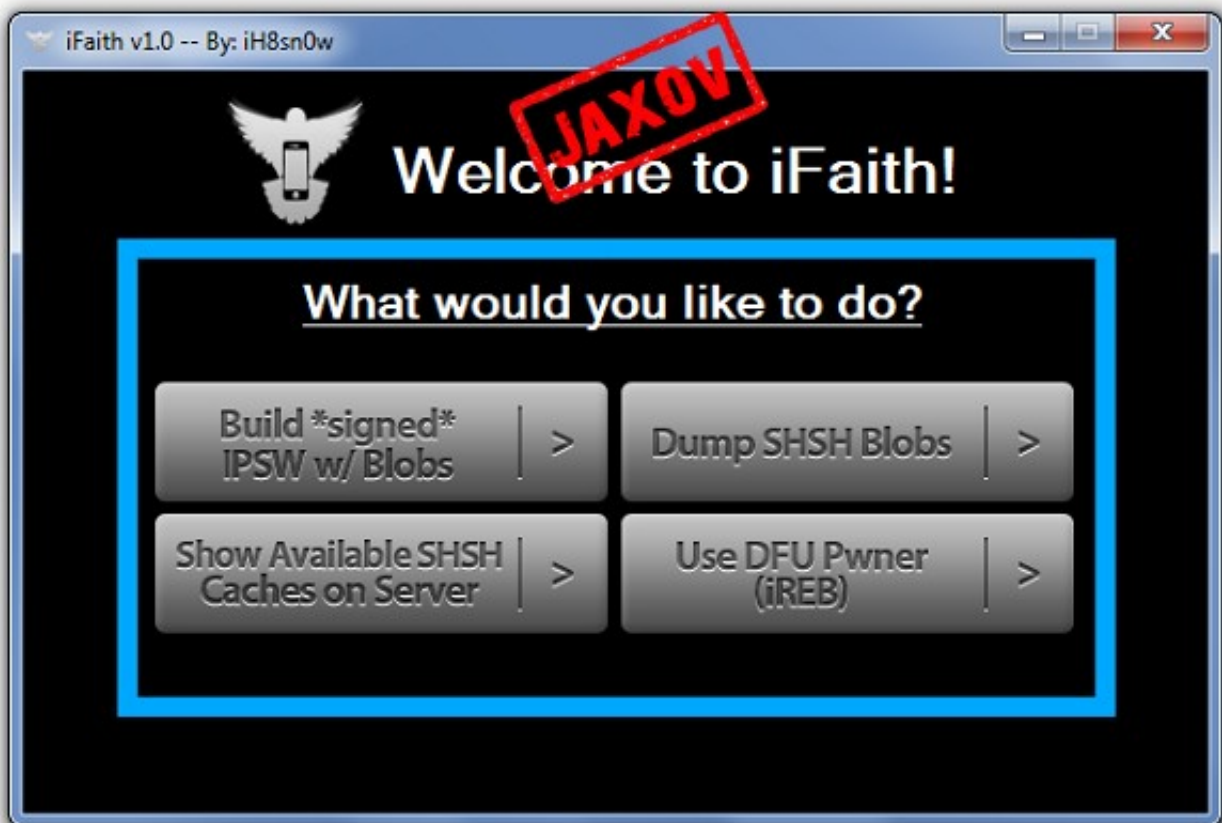 iFaith v1.0 -- By: iH8sn0w
JAXOV
Welcome to iFaith!
What would you like to do?
Build *signed*
IPSW w/ Blobs
>
Dump SHSH Blobs
>
Show Available SHSH
Caches on Server
>
Use DFU Pwner
(iREB)
>